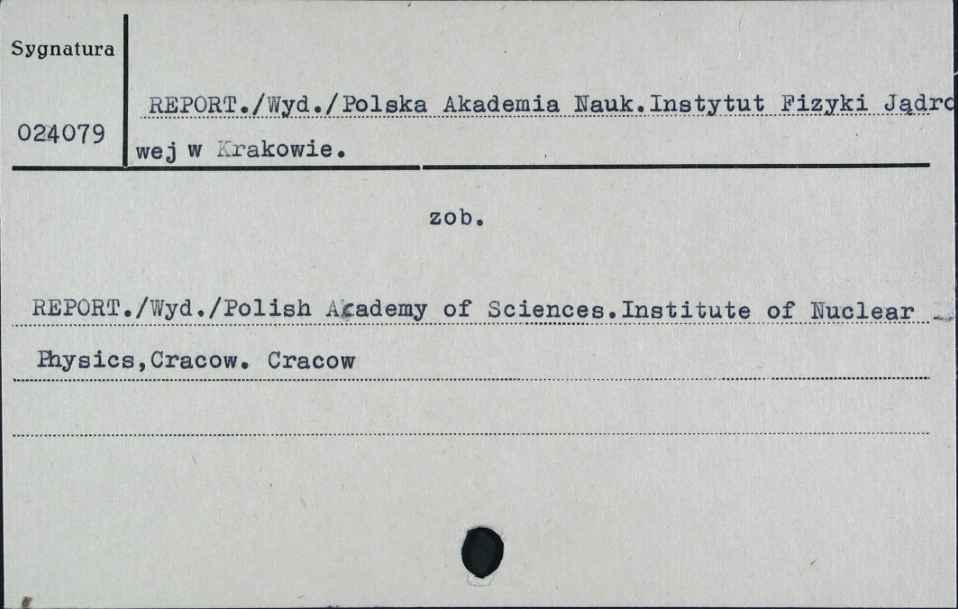 Sygnatura
024079
REPORT./Wyd./Polska Akademia Nauk.Instytut Fizyki Jądro
wej w Krakowie.
zob.
REPORT./Wyd./Polish Academy of Sciences.Institute of Nuclear
Physics,Cracow. Cracow